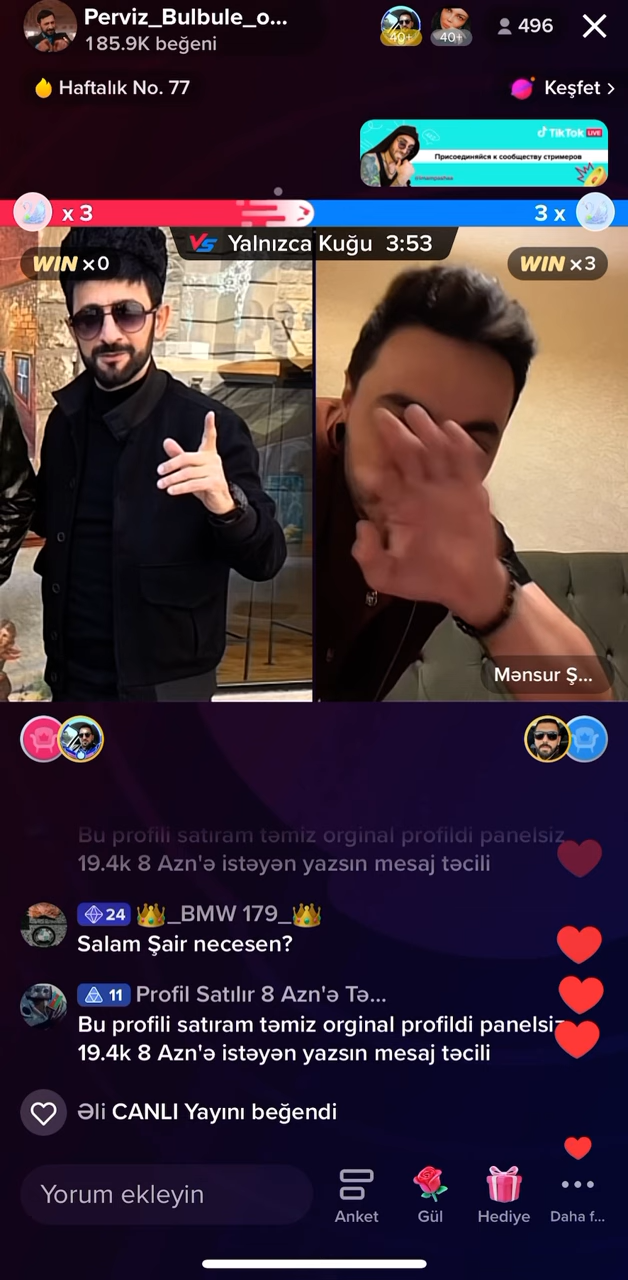 Perviz_Bulbule_o...
185.9K beğeni
40+
40+
496
Haftalık No. 77
Keşfet >
TikTok LIVE
Присоединяйся к сообществу стримеров
x 3
3 x
VS Yalnızca Kuğu 3:53
WIN x0
WIN x3
Mənsur Ş...
Bu profili satıram təmiz orginal profildi panelsiz
19.4k 8 Azn'ə istəyən yazsın mesaj təcili
24 👑_BMW 179_👑
Salam Şair necesen?
11 Profil Satılır 8 Azn'ə Tə...
Bu profili satıram təmiz orginal profildi panelsiz
19.4k 8 Azn'ə istəyən yazsın mesaj təcili
Əli CANLI Yayını beğendi
Yorum ekleyin
Anket
Gül
Hediye
Daha f...